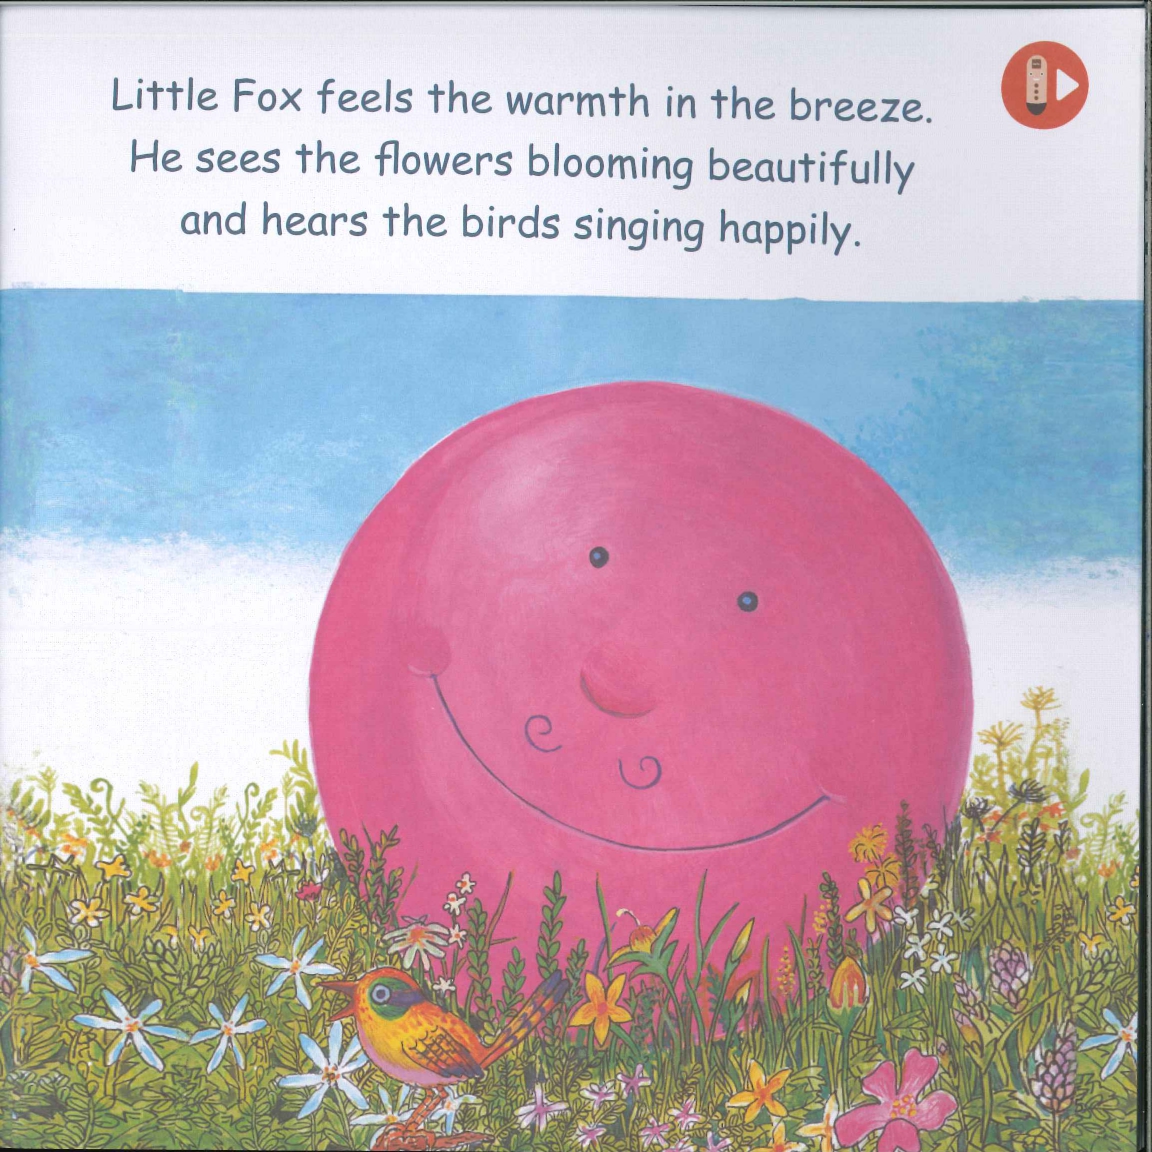 Little Fox feels the warmth in the breeze.
He sees the flowers blooming beautifully
and hears the birds singing happily.